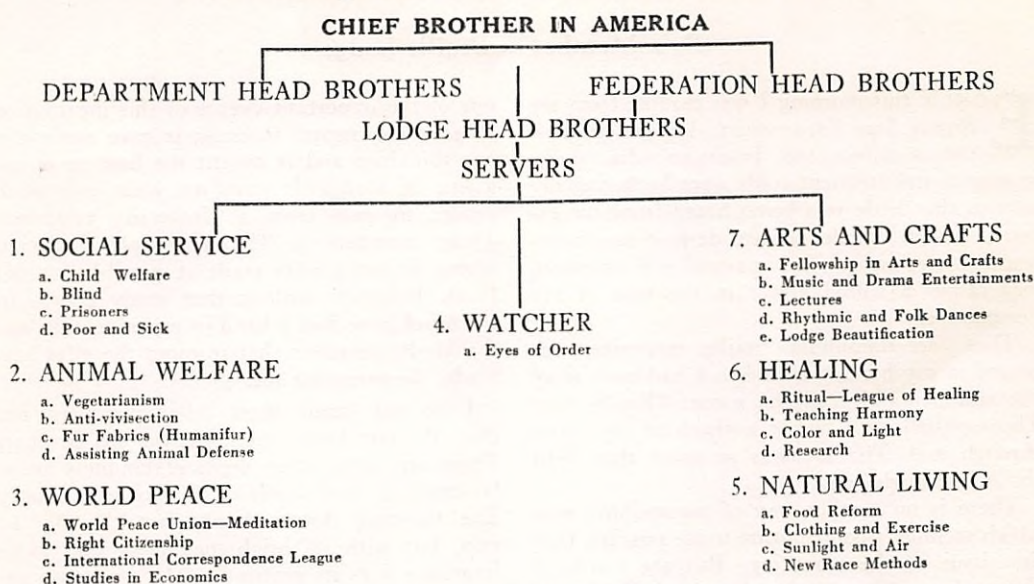 CHIEF BROTHER IN AMERICA
DEPARTMENT HEAD BROTHERS
FEDERATION HEAD BROTHERS
LODGE HEAD BROTHERS
SERVERS
1. SOCIAL SERVICE
a. Child Welfare
b. Blind
c. Prisoners
d. Poor and Sick
2. ANIMAL WELFARE
a. Vegetarianism
b. Anti-vivisection
c. Fur Fabrics (Humanifur)
d. Assisting Animal Defense
3. WORLD PEACE
a. World Peace Union—Meditation
b. Right Citizenship
c. International Correspondence League
d. Studies in Economics
4. WATCHER
a. Eyes of Order
7. ARTS AND CRAFTS
a. Fellowship in Arts and Crafts
b. Music and Drama Entertainments
c. Lectures
d. Rhythmic and Folk Dances
e. Lodge Beautification
6. HEALING
a. Ritual—League of Healing
b. Teaching Harmony
c. Color and Light
d. Research
5. NATURAL LIVING
a. Food Reform
b. Clothing and Exercise
c. Sunlight and Air
d. New Race Methods